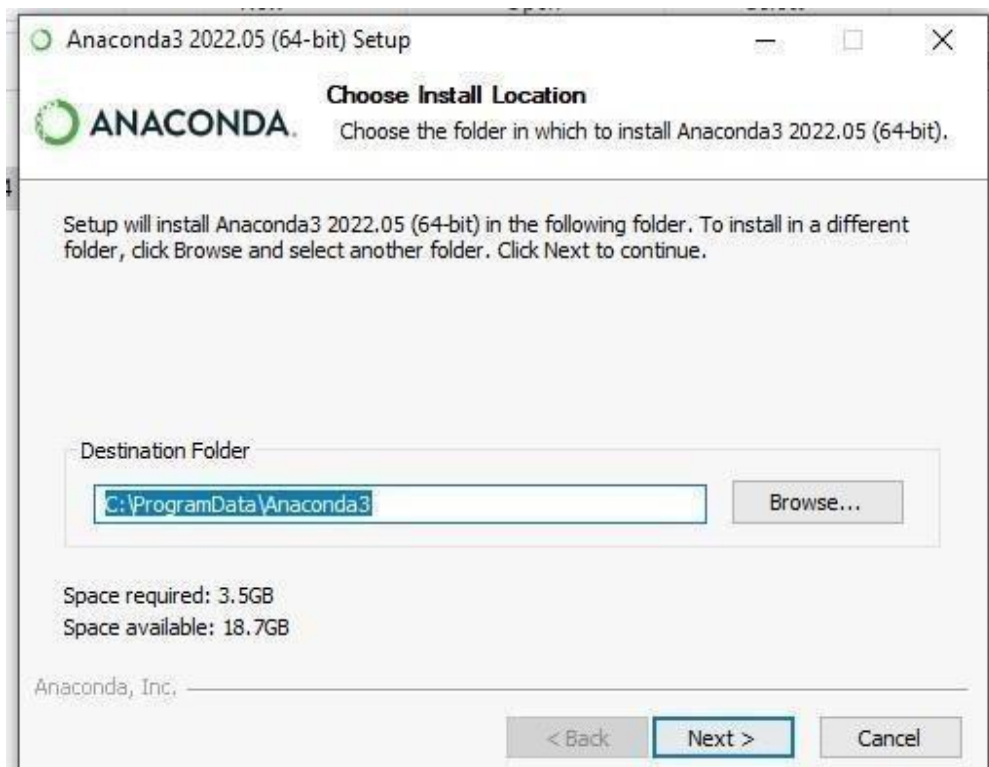 Anaconda3 2022.05 (64-bit) Setup
ANACONDA.
Choose Install Location
Choose the folder in which to install Anaconda3 2022.05 (64-bit).
4
Setup will install Anaconda3 2022.05 (64-bit) in the following folder. To install in a different
folder, click Browse and select another folder. Click Next to continue.
Destination Folder
C:\ProgramData\Anaconda3
Browse...
Space required: 3.5GB
Space available: 18.7GB
Anaconda, Inc.
< Back
Next >
Cancel